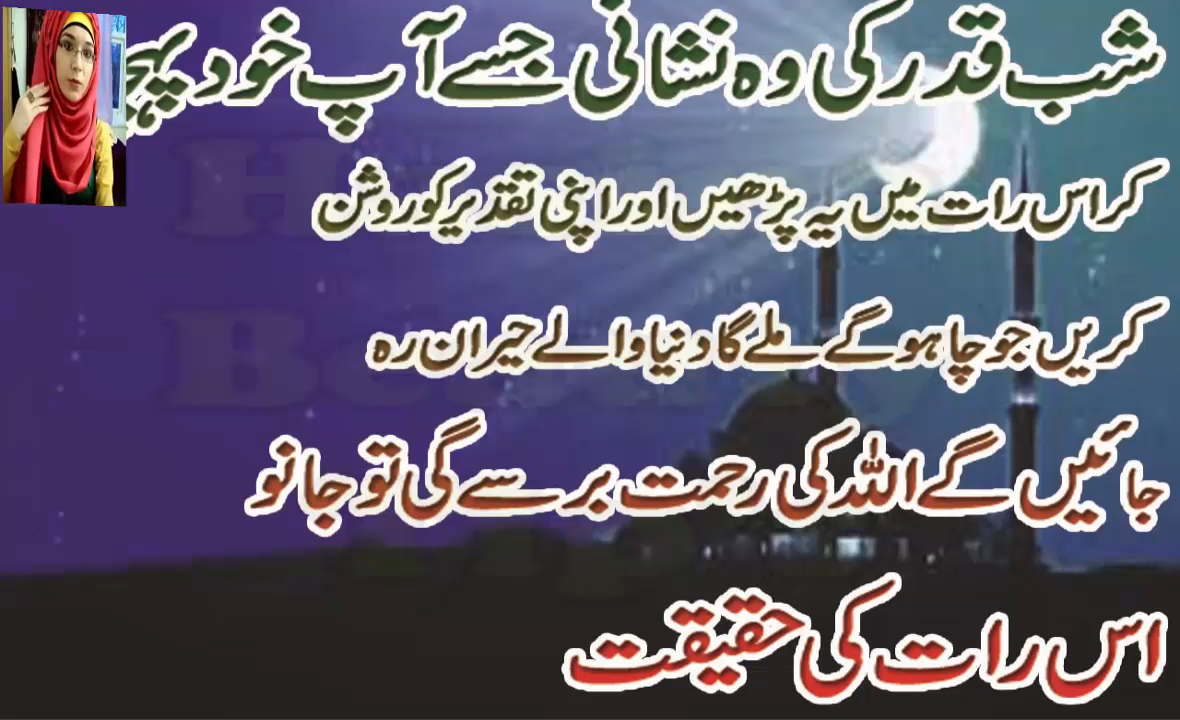 شب قدر کی وہ نشانی جسے آپ خود
کر اس رات میں یہ پڑھیں اور اپنی تقدیر کو روشن
کریں جو چاہو گے ملے گا دنیا والے حیران رہ
جائیں گے اللہ کی رحمت برسے گی تو جانو
اس رات کی حقیقت